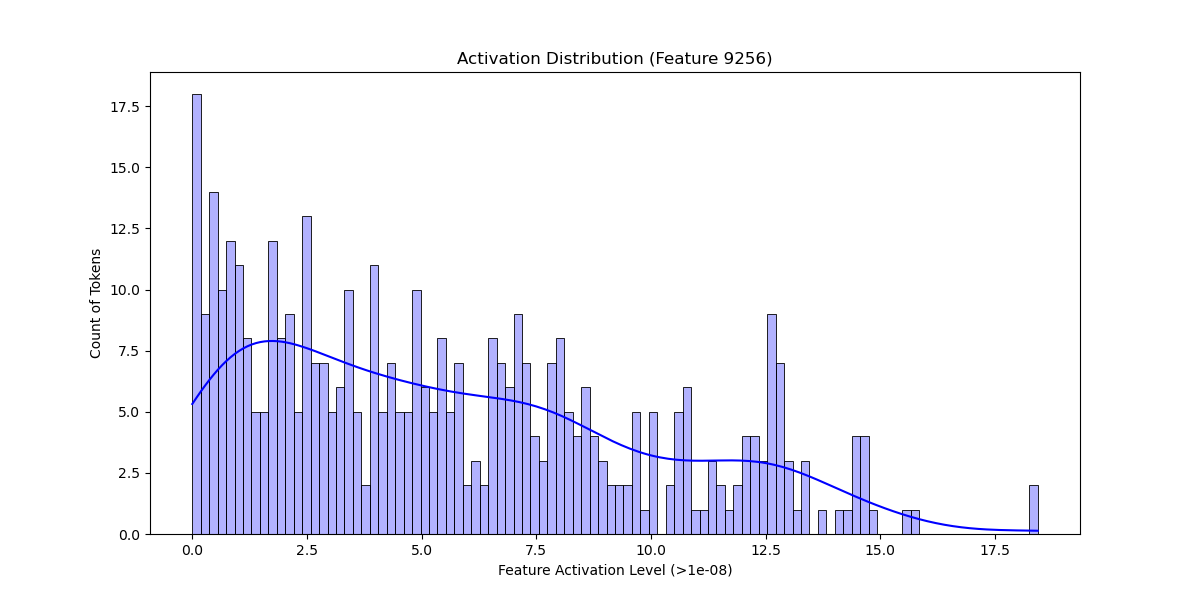 Activation Distribution (Feature 9256)
17.5
15.0
12.5
10.0
7.5
5.0
2.5
0.0
Count of Tokens
0.0 2.5 5.0 7.5 10.0 12.5 15.0 17.5
Feature Activation Level (>1e-08)